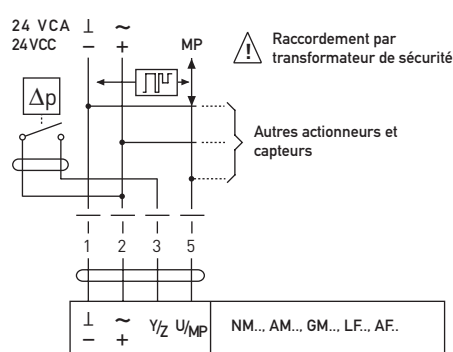 24 VCA ⊥ ~
24VCC − + MP
Raccordement par
transformateur de sécurité
Δp
Autres actionneurs et
capteurs
1 2 3 5
⊥ ~ Y/Z U/MP NM.., AM.., GM.., LF.., AF..
− +